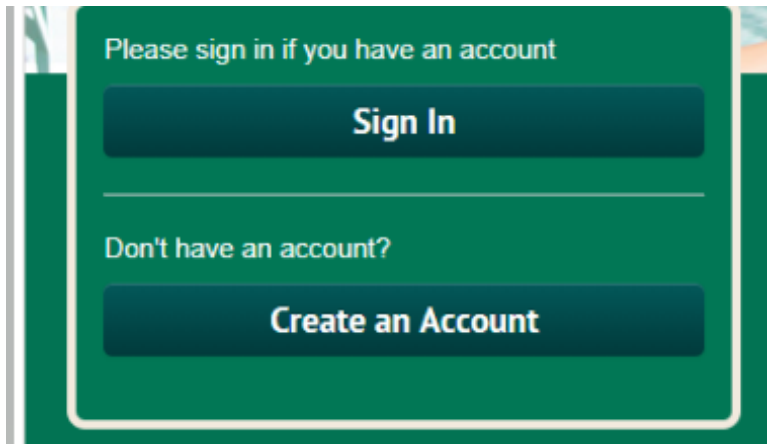 Please sign in if you have an account
Sign In
Don't have an account?
Create an Account